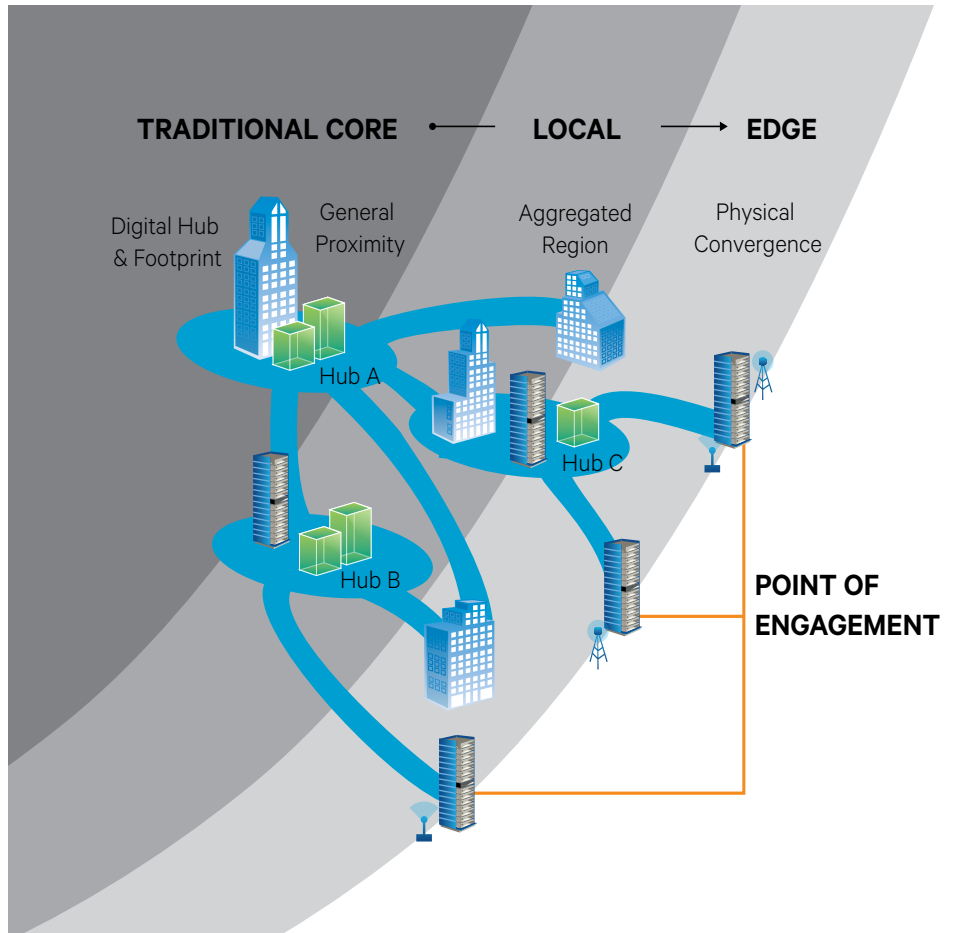 TRADITIONAL CORE
LOCAL
EDGE
Digital Hub
& Footprint
General
Proximity
Aggregated
Region
Physical
Convergence
Hub A
Hub C
Hub B
POINT OF
ENGAGEMENT